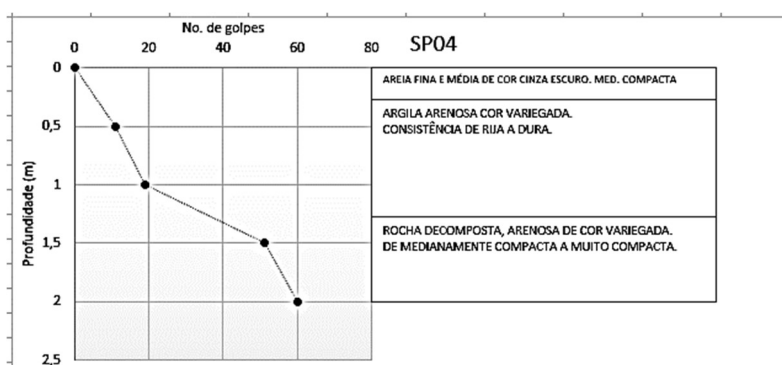 No. de golpes
0 20 40 60 80 SP04
0
0,5
1
1,5
2
2,5
Profundidade (m)
AREIA FINA E MÉDIA DE COR CINZA ESCURO. MED. COMPACTA
ARGILA ARENOSA COR VARIEGADA.
CONSISTÊNCIA DE RIJA A DURA.
ROCHA DECOMPOSTA, ARENOSA DE COR VARIEGADA.
DE MEDIANAMENTE COMPACTA A MUITO COMPACTA.